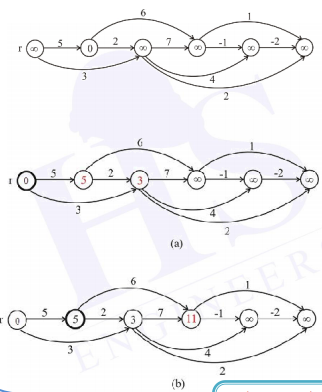 6 1
r ∞ 5 0 2 ∞ 7 ∞ -1 ∞ -2 ∞
3 4
2
6 1
r 0 5 5 2 3 7 ∞ -1 ∞ -2 ∞
3 4
2
(a)
6 1
r 0 5 5 2 3 7 11 -1 ∞ -2 ∞
3 4
2
(b)
ENGINEER